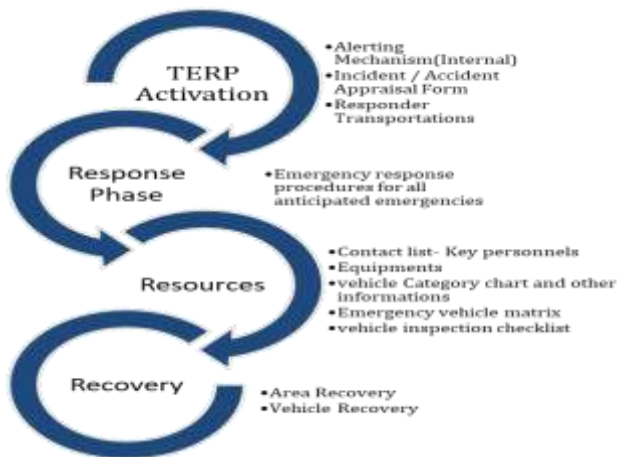 TERP
Activation
•Alerting
Mechanism(Internal)
•Incident / Accident
Appraisal Form
•Responder
Transportations
Response
Phase
•Emergency response
procedures for all
anticipated emergencies
Resources
•Contact list- Key personnels
•Equipments
•vehicle Category chart and other
informations
•Emergency vehicle matrix
•vehicle inspection checklist
Recovery
•Area Recovery
•Vehicle Recovery